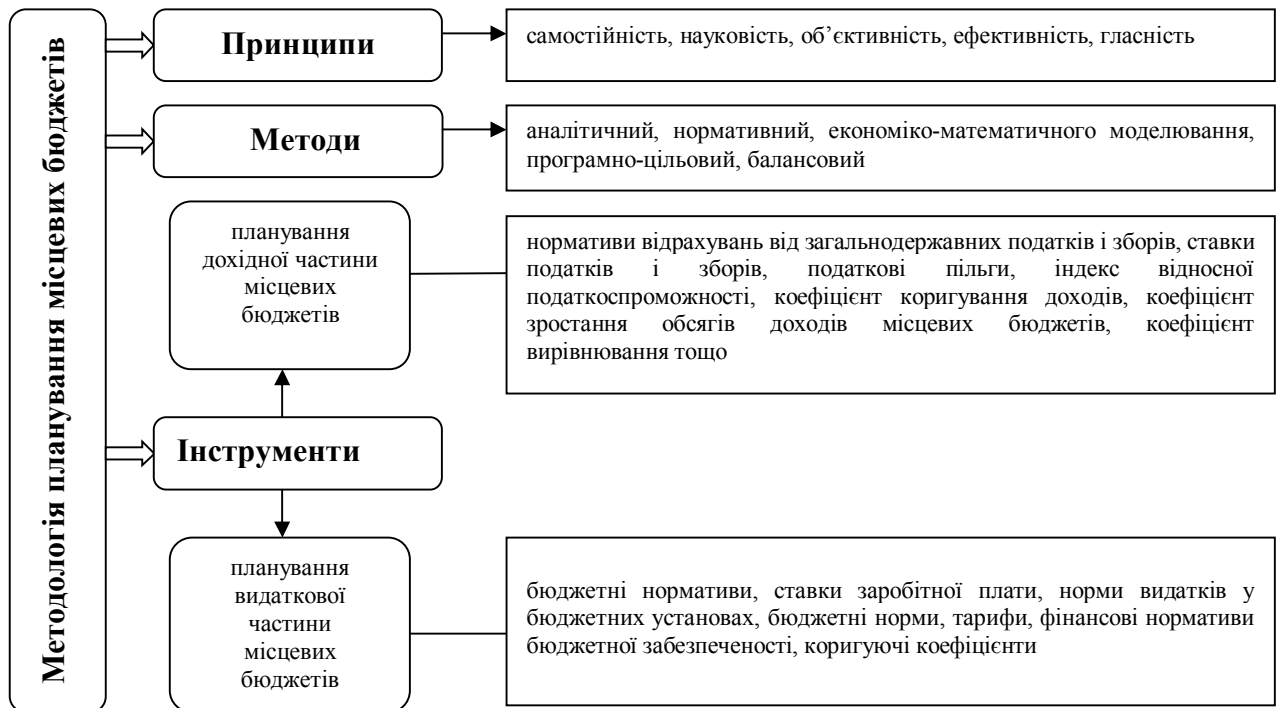 Методологія планування місцевих бюджетів
Принципи
самостійність, науковість, об’єктивність, ефективність, гласність
Методи
аналітичний, нормативний, економіко-математичного моделювання,
програмно-цільовий, балансовий
планування
дохідної частини
місцевих
бюджетів
нормативи відрахувань від загальнодержавних податків і зборів, ставки
податків і зборів, податкові пільги, індекс відносної
податкоспроможності, коефіцієнт коригування доходів, коефіцієнт
зростання обсягів доходів місцевих бюджетів, коефіцієнт
вирівнювання тощо
Інструменти
планування
видаткової
частини
місцевих
бюджетів
бюджетні нормативи, ставки заробітної плати, норми видатків у
бюджетних установах, бюджетні норми, тарифи, фінансові нормативи
бюджетної забезпеченості, коригуючі коефіцієнти